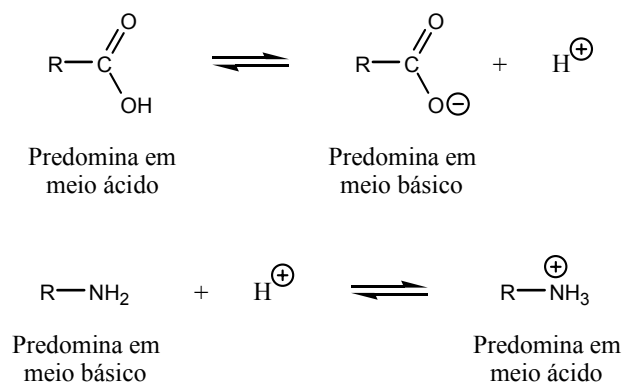 O
R—C ⇌ R—C + H⊕
OH O⊖
Predomina em Predomina em
meio ácido meio básico
R—NH₂ + H⊕ ⇌ R—NH₃⊕
Predomina em Predomina em
meio básico meio ácido